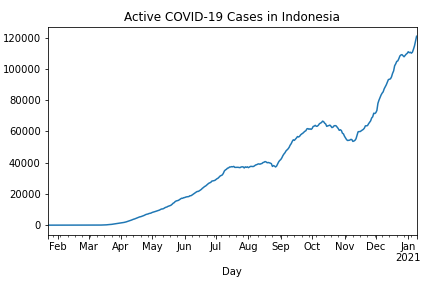 Active COVID-19 Cases in Indonesia
120000
100000
80000
60000
40000
20000
0
Feb Mar Apr May Jun Jul Aug Sep Oct Nov Dec Jan
2021
Day